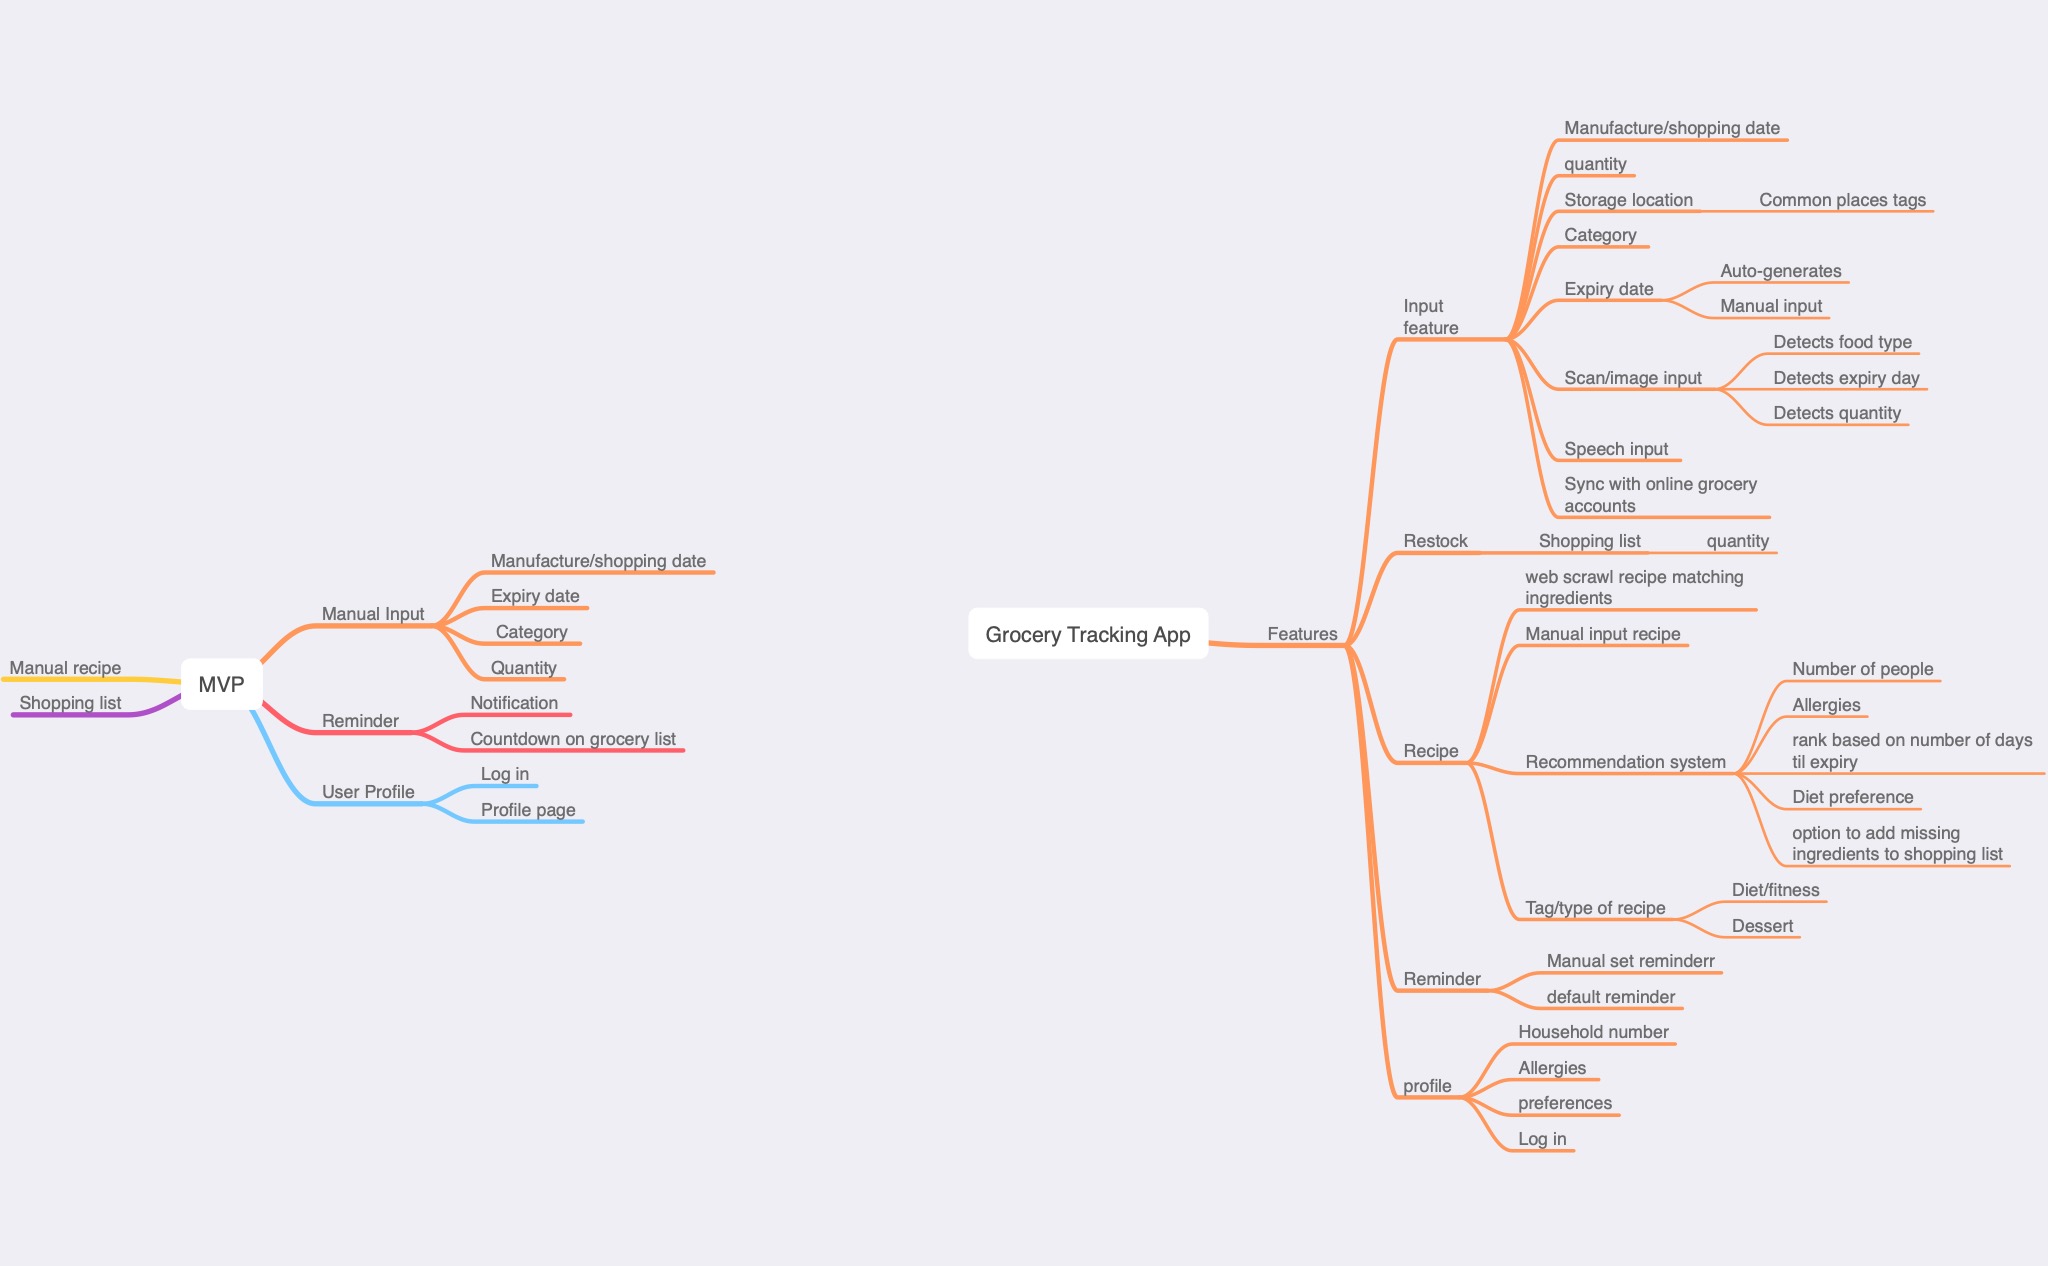 Manual recipe
Shopping list
MVP
Manual Input
Manufacture/shopping date
Expiry date
Category
Quantity
Reminder
Notification
Countdown on grocery list
User Profile
Log in
Profile page
Grocery Tracking App
Features
Input
feature
Manufacture/shopping date
quantity
Storage location
Common places tags
Category
Expiry date
Auto-generates
Manual input
Scan/image input
Detects food type
Detects expiry day
Detects quantity
Speech input
Sync with online grocery
accounts
Restock
Shopping list
quantity
Recipe
web scrawl recipe matching
ingredients
Manual input recipe
Recommendation system
Number of people
Allergies
rank based on number of days
til expiry
Diet preference
option to add missing
ingredients to shopping list
Tag/type of recipe
Diet/fitness
Dessert
Reminder
Manual set reminderr
default reminder
profile
Household number
Allergies
preferences
Log in